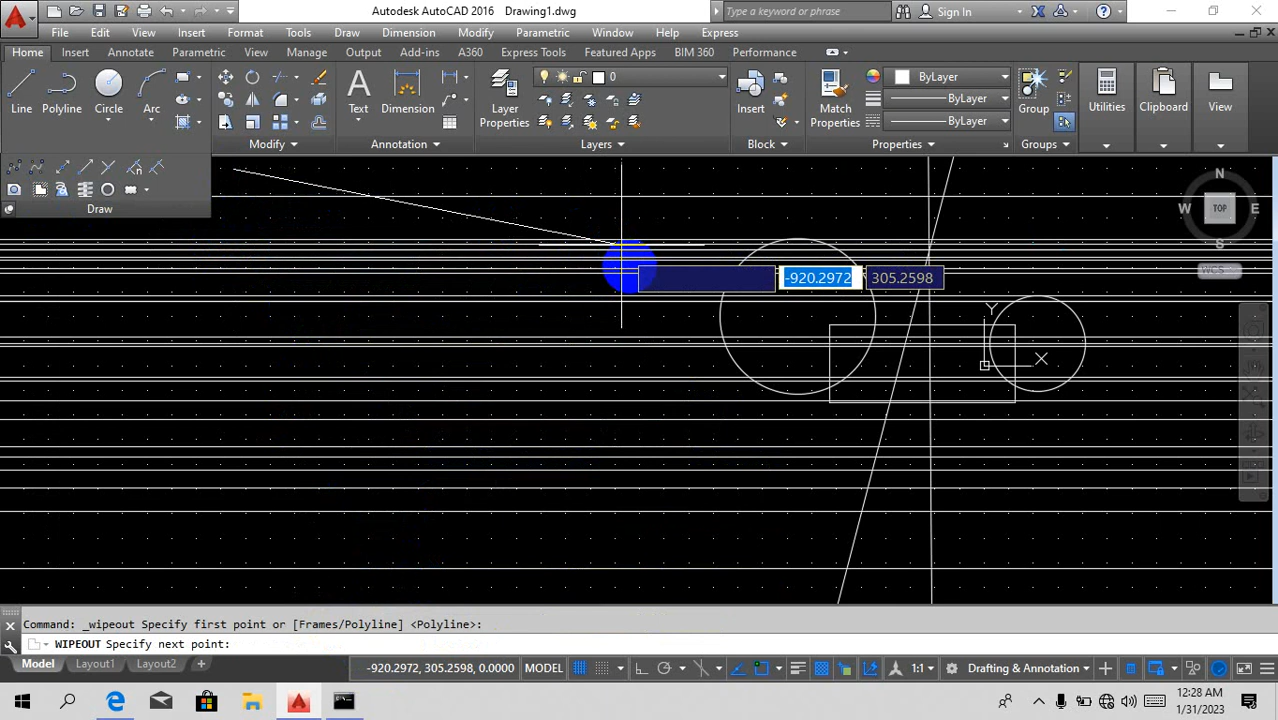 Autodesk AutoCAD 2016 Drawing1.dwg
Type a keyword or phrase
Sign In
File Edit View Insert Format Tools Draw Dimension Modify Parametric Window Help Express
Home Insert Annotate Parametric View Manage Output Add-ins A360 Express Tools Featured Apps BIM 360 Performance
0
ByLayer
Line Polyline Circle Arc
Text Dimension
Layer Properties
Insert
Match Properties
ByLayer
ByLayer
Group
Utilities
Clipboard
View
Modify
Annotation
Layers
Block
Properties
Groups
Draw
N
W TOP E
S
WCS
-920.2972 305.2598
Y
X
Command: _wipeout Specify first point or [Frames/Polyline] <Polyline>:
WIPEOUT Specify next point:
Model Layout1 Layout2 +
-920.2972, 305.2598, 0.0000 MODEL
1:1
Drafting & Annotation
12:28 AM
1/31/2023